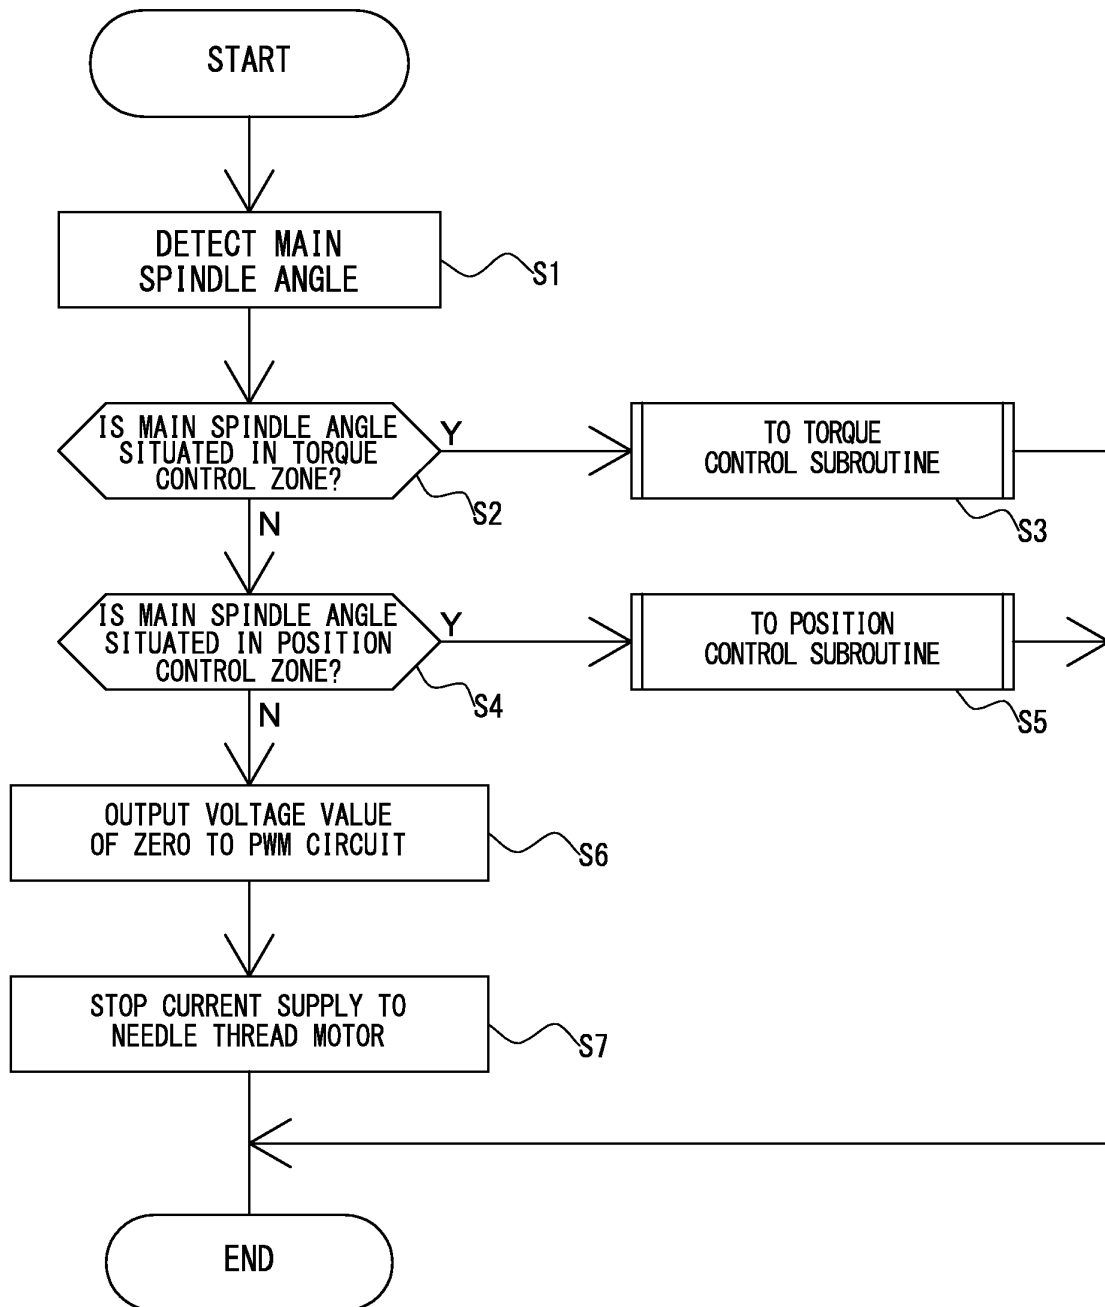 START
DETECT MAIN
SPINDLE ANGLE
S1
IS MAIN SPINDLE ANGLE
SITUATED IN TORQUE
CONTROL ZONE?
Y
S2
N
TO TORQUE
CONTROL SUBROUTINE
S3
IS MAIN SPINDLE ANGLE
SITUATED IN POSITION
CONTROL ZONE?
Y
S4
N
TO POSITION
CONTROL SUBROUTINE
S5
OUTPUT VOLTAGE VALUE
OF ZERO TO PWM CIRCUIT
S6
STOP CURRENT SUPPLY TO
NEEDLE THREAD MOTOR
S7
END